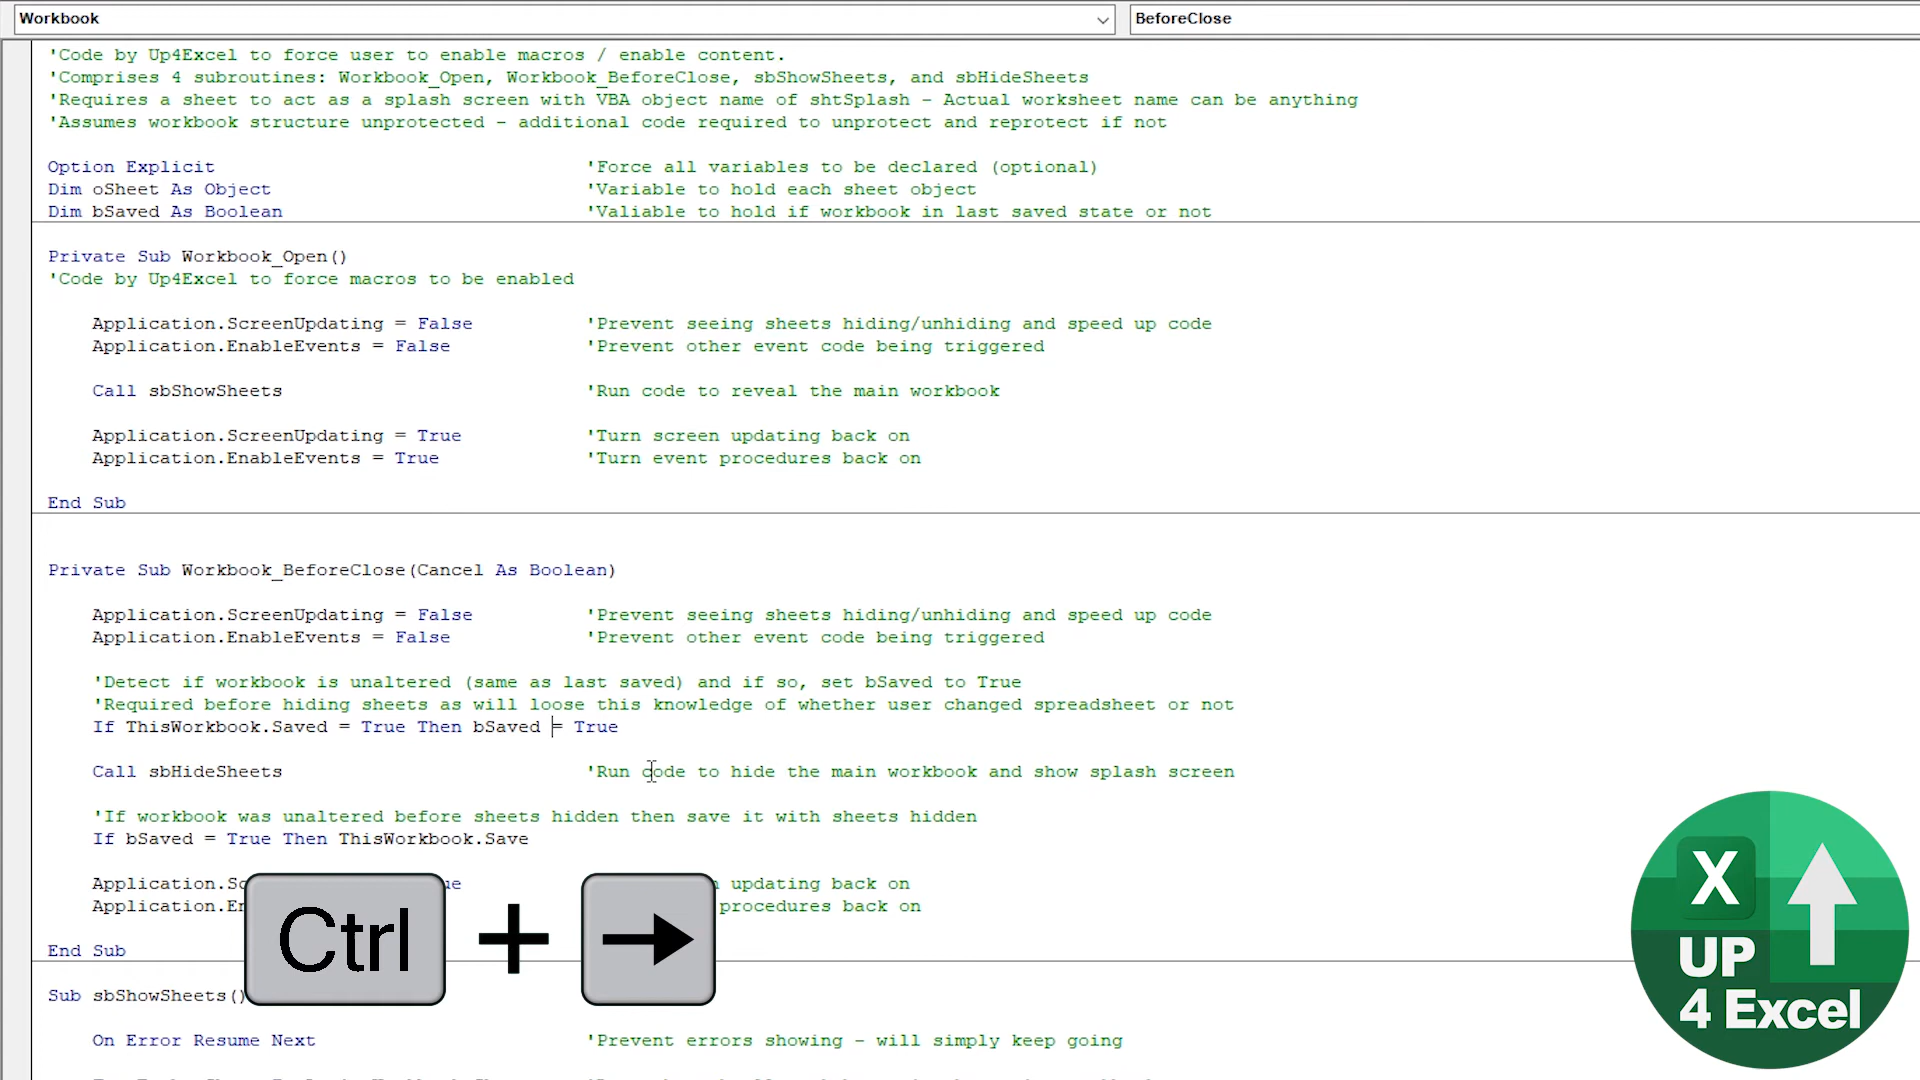 Workbook
BeforeClose
'Code by Up4Excel to force user to enable macros / enable content.
'Comprises 4 subroutines: Workbook_Open, Workbook_BeforeClose, sbShowSheets, and sbHideSheets
'Requires a sheet to act as a splash screen with VBA object name of shtSplash - Actual worksheet name can be anything
'Assumes workbook structure unprotected - additional code required to unprotect and reprotect if not
Option Explicit 'Force all variables to be declared (optional)
Dim oSheet As Object 'Variable to hold each sheet object
Dim bSaved As Boolean 'Valiable to hold if workbook in last saved state or not
Private Sub Workbook_Open()
'Code by Up4Excel to force macros to be enabled
Application.ScreenUpdating = False 'Prevent seeing sheets hiding/unhiding and speed up code
Application.EnableEvents = False 'Prevent other event code being triggered
Call sbShowSheets 'Run code to reveal the main workbook
Application.ScreenUpdating = True 'Turn screen updating back on
Application.EnableEvents = True 'Turn event procedures back on
End Sub
Private Sub Workbook_BeforeClose(Cancel As Boolean)
Application.ScreenUpdating = False 'Prevent seeing sheets hiding/unhiding and speed up code
Application.EnableEvents = False 'Prevent other event code being triggered
'Detect if workbook is unaltered (same as last saved) and if so, set bSaved to True
'Required before hiding sheets as will loose this knowledge of whether user changed spreadsheet or not
If ThisWorkbook.Saved = True Then bSaved = True
Call sbHideSheets 'Run code to hide the main workbook and show splash screen
'If workbook was unaltered before sheets hidden then save it with sheets hidden
If bSaved = True Then ThisWorkbook.Save
Application.Sc ue updating back on
Application.En procedures back on
End Sub
Ctrl + →
Sub sbShowSheets()
On Error Resume Next 'Prevent errors showing - will simply keep going
X
UP
4 Excel